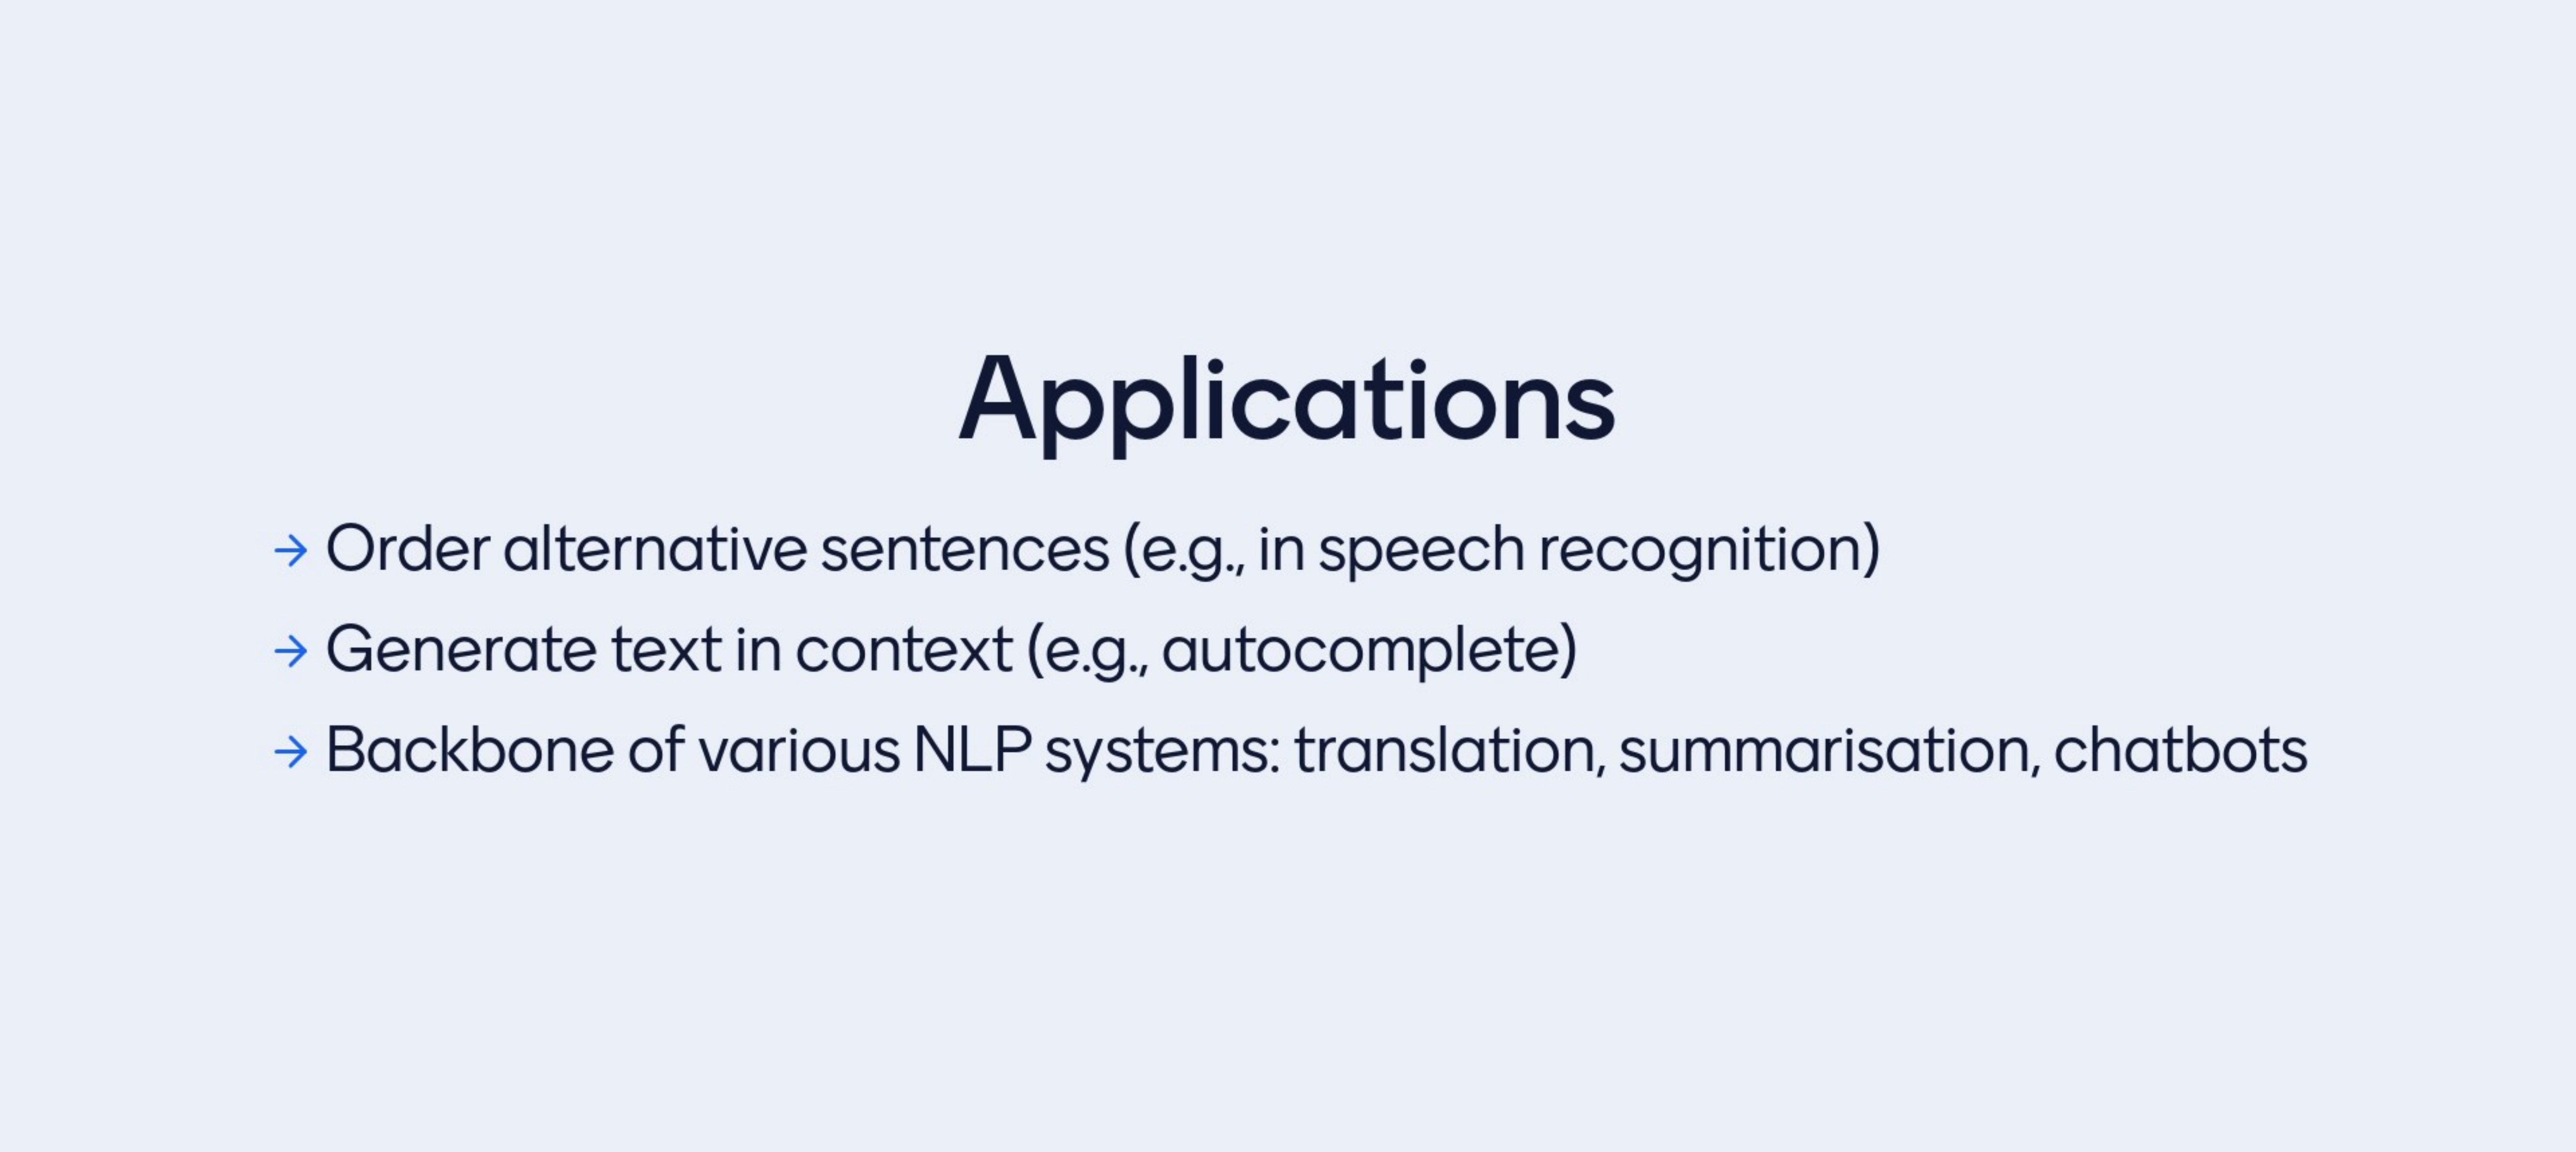 Applications
→ Order alternative sentences (e.g., in speech recognition)
→ Generate text in context (e.g., autocomplete)
→ Backbone of various NLP systems: translation, summarisation, chatbots